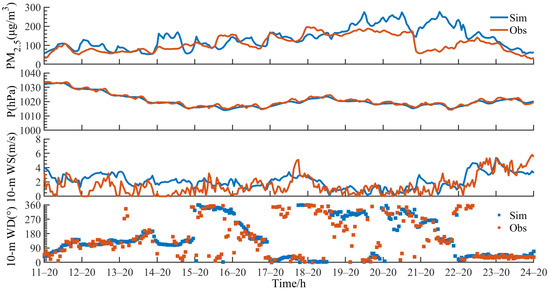 PM2.5 (μg/m3)
300
200
100
0
Sim
Obs
P(hPa)
1040
1030
1020
1010
1000
10-m WS(m/s)
6
4
2
0
10-m WD(°)
360
270
180
90
0
Sim
Obs
11–20 12–20 13–20 14–20 15–20 16–20 17–20 18–20 19–20 20–20 21–20 22–20 23–20 24–20
Time/h